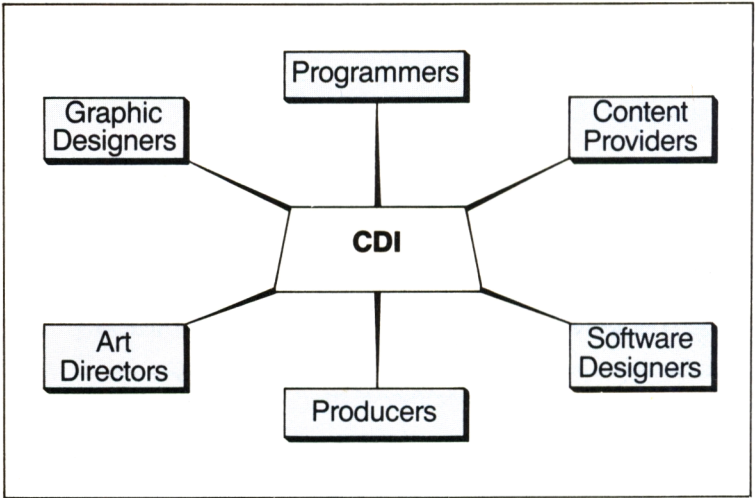 Programmers
Graphic
Designers
Content
Providers
CDI
Art
Directors
Software
Designers
Producers